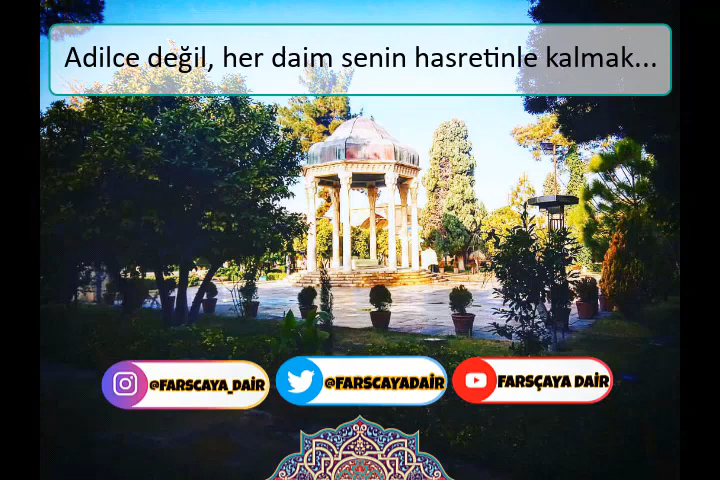 Adilce değil, her daim senin hasretinle kalmak...
@FARSCAYA_DAİR
@FARSCAYADAİR
FARSÇAYA DAİR